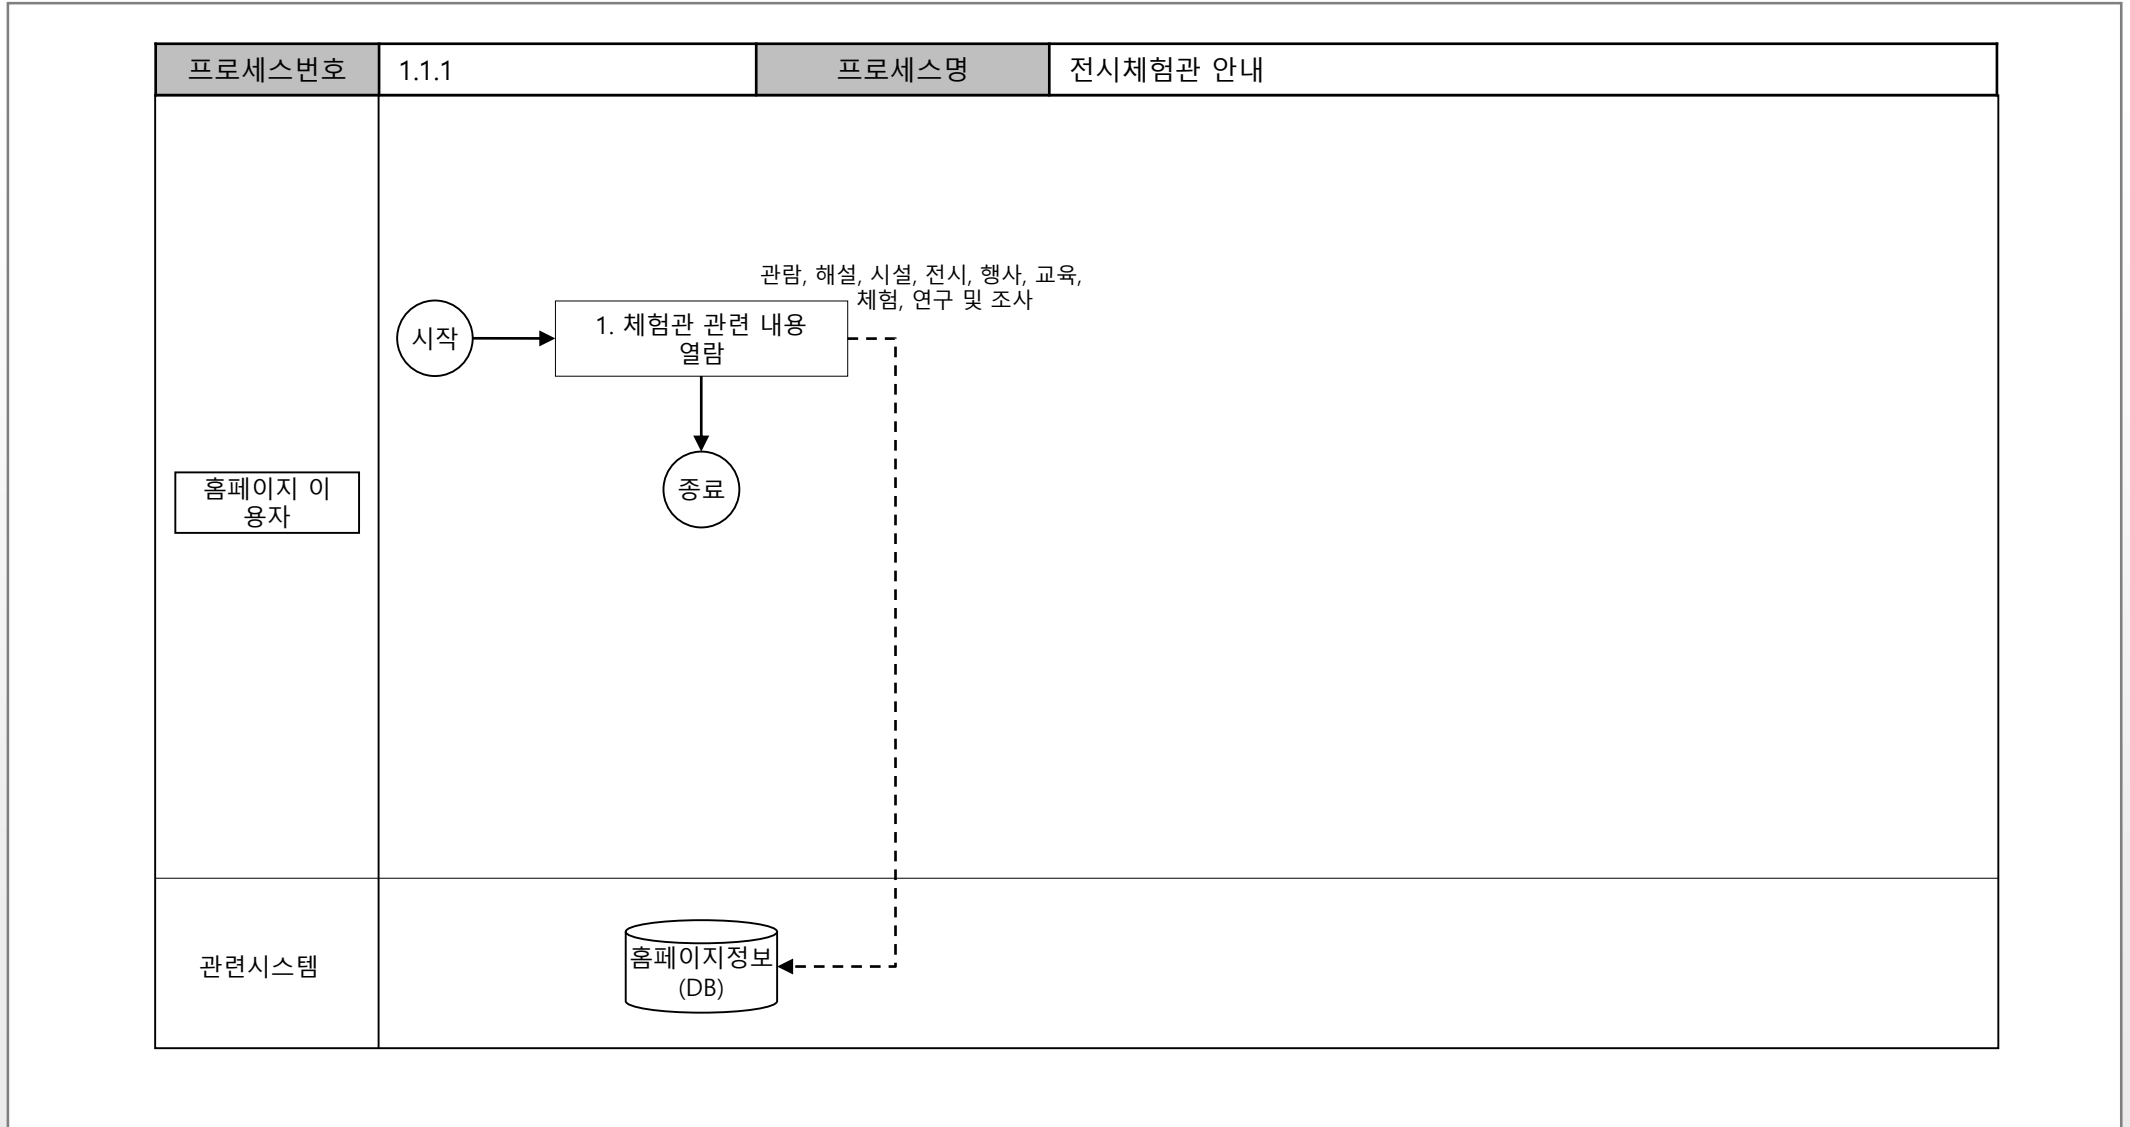 프로세스번호
1.1.1
프로세스명
전시체험관 안내
관람, 해설, 시설, 전시, 행사, 교육,
체험, 연구 및 조사
시작
1. 체험관 관련 내용
열람
종료
홈페이지 이
용자
관련시스템
홈페이지정보
(DB)